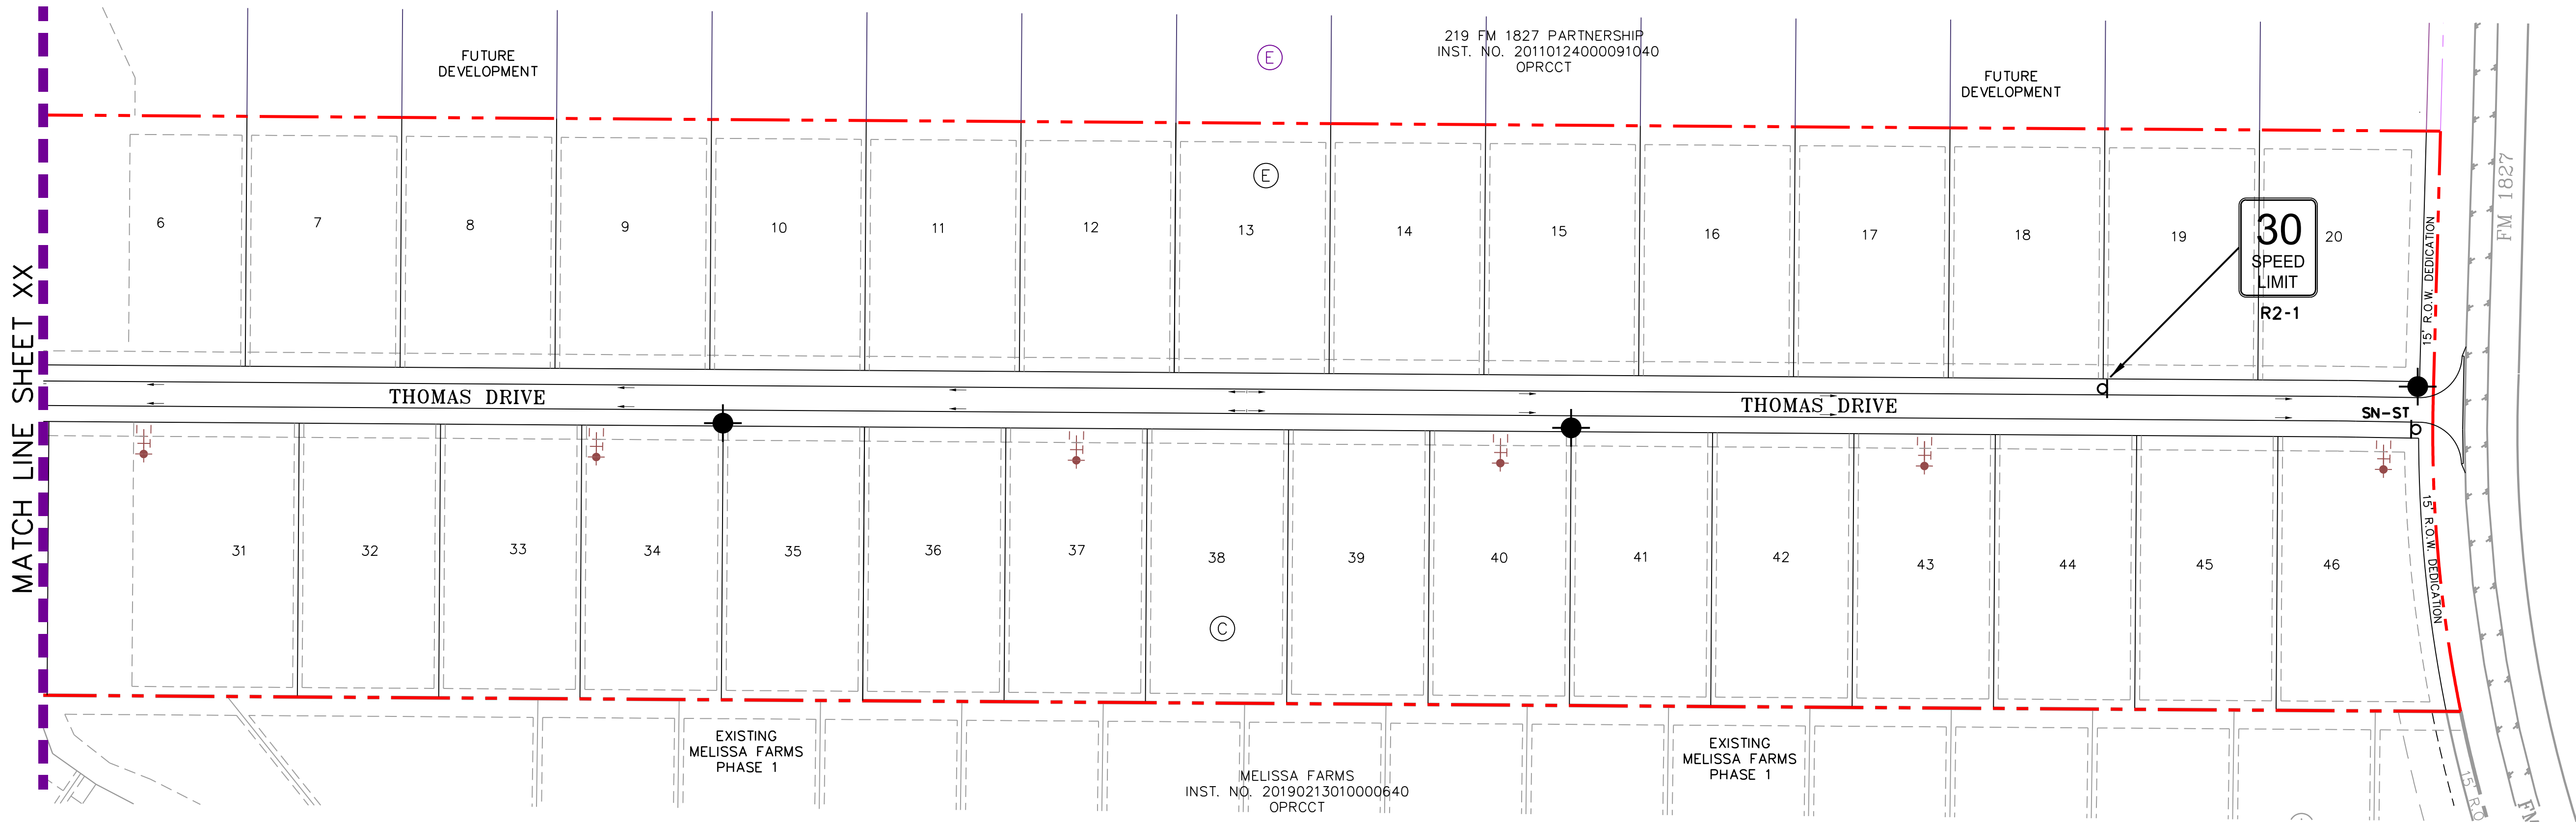 FUTURE
DEVELOPMENT
E
219 FM 1827 PARTNERSHIP
INST. NO. 20110124000091040
OPRCCT
FUTURE
DEVELOPMENT
E
FM 1827
6
7
8
9
10
11
12
13
14
15
16
17
18
19
20
30
SPEED
LIMIT
R2-1
15' R.O.W. DEDICATION
MATCH LINE SHEET XX
THOMAS DRIVE
THOMAS DRIVE
SN-ST
31
32
33
34
35
36
37
38
39
40
41
42
43
44
45
46
15' R.O.W. DEDICATION
C
EXISTING
MELISSA FARMS
PHASE 1
MELISSA FARMS
INST. NO. 20190213010000640
OPRCCT
EXISTING
MELISSA FARMS
PHASE 1
15' R.O
FM